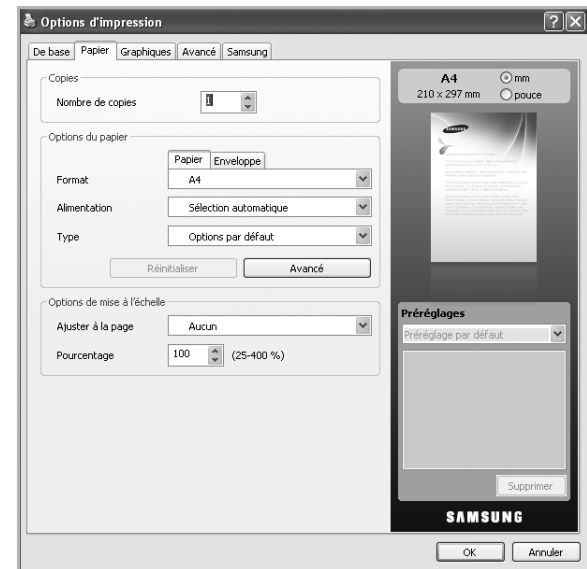 Options d'impression
De base Papier Graphiques Avancé Samsung
Copies
Nombre de copies 1
Options du papier
Papier Enveloppe
Format A4
Alimentation Sélection automatique
Type Options par défaut
Réinitialiser Avancé
Options de mise à l'échelle
Ajuster à la page Aucun
Pourcentage 100 (25-400 %)
A4 mm
210 x 297 mm pouce
SAMSUNG
Préréglages
Préréglage par défaut
Supprimer
SAMSUNG
OK Annuler